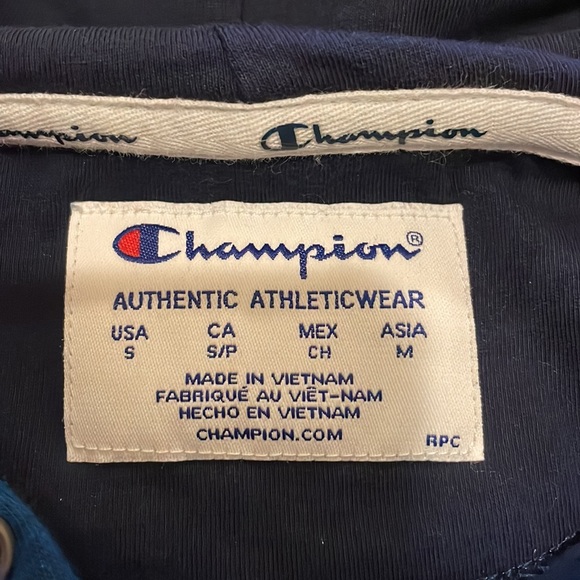 Champion Champion
Champion®
AUTHENTIC ATHLETICWEAR
USA CA MEX ASIA
S S/P CH M
MADE IN VIETNAM
FABRIQUÉ AU VIÊT-NAM
HECHO EN VIETNAM
CHAMPION.COM
RPC